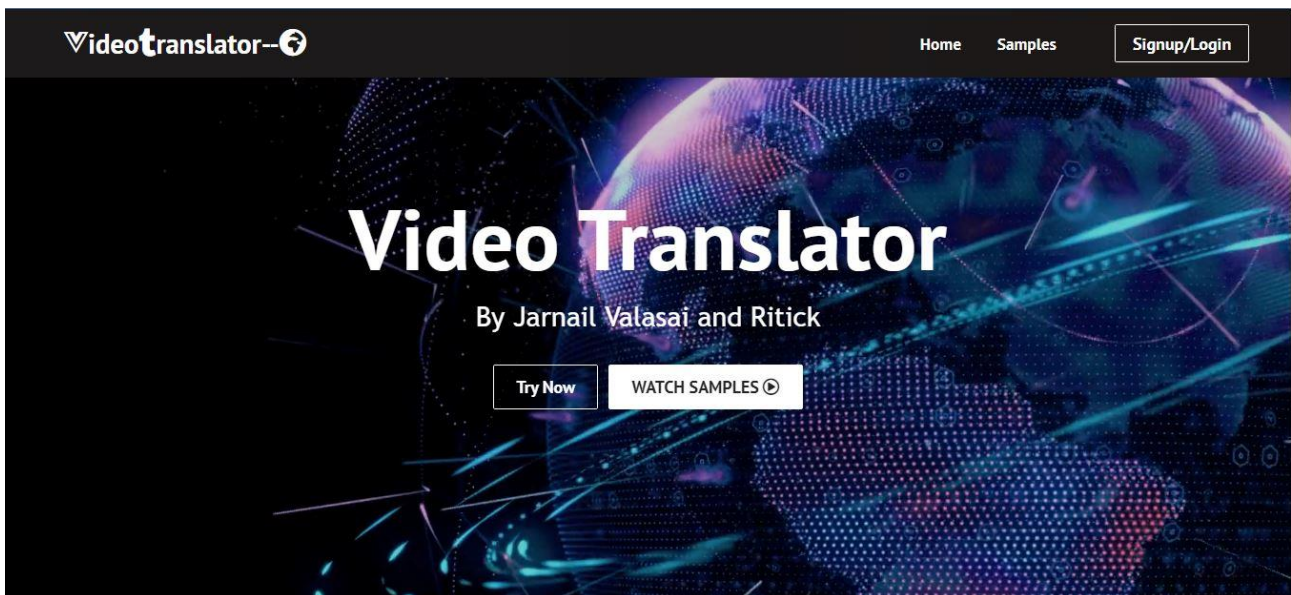 Videotranslator--
Home Samples Signup/Login
Video Translator
By Jarnail Valasai and Ritick
Try Now WATCH SAMPLES